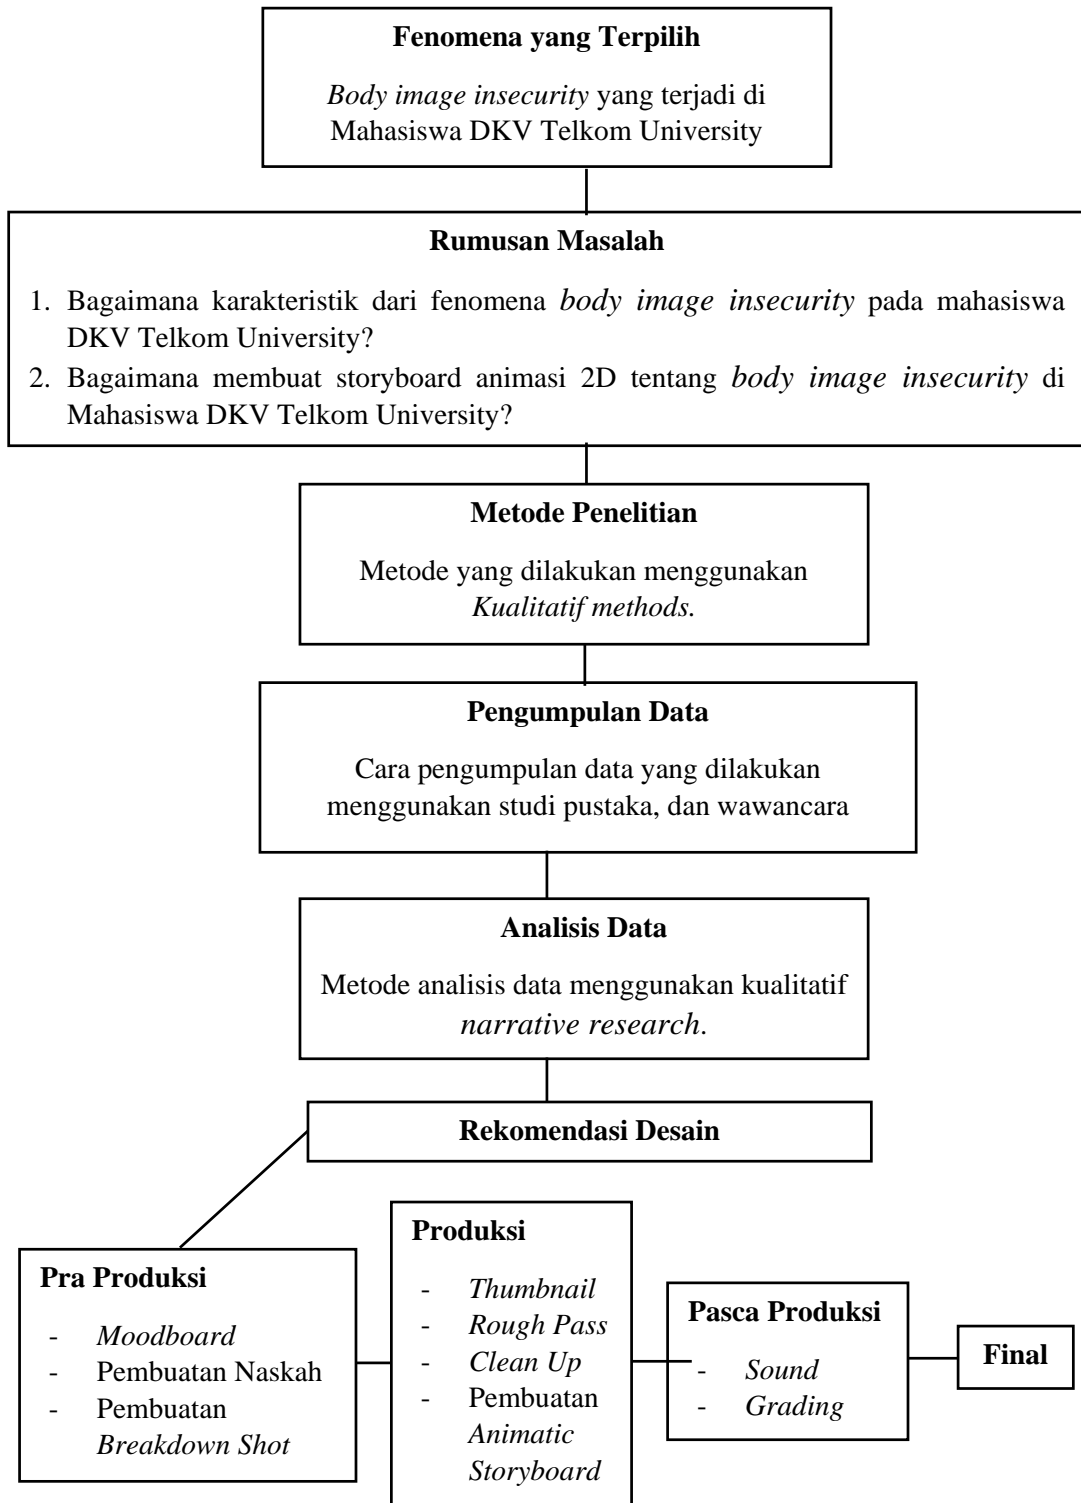 Fenomena yang Terpilih
Body image insecurity yang terjadi di
Mahasiswa DKV Telkom University
Rumusan Masalah
1. Bagaimana karakteristik dari fenomena body image insecurity pada mahasiswa
DKV Telkom University?
2. Bagaimana membuat storyboard animasi 2D tentang body image insecurity di
Mahasiswa DKV Telkom University?
Metode Penelitian
Metode yang dilakukan menggunakan
Kualitatif methods.
Pengumpulan Data
Cara pengumpulan data yang dilakukan
menggunakan studi pustaka, dan wawancara
Analisis Data
Metode analisis data menggunakan kualitatif
narrative research.
Rekomendasi Desain
Pra Produksi
- Moodboard
- Pembuatan Naskah
- Pembuatan
Breakdown Shot
Produksi
- Thumbnail
- Rough Pass
- Clean Up
- Pembuatan
Animatic
Storyboard
Pasca Produksi
- Sound
- Grading
Final